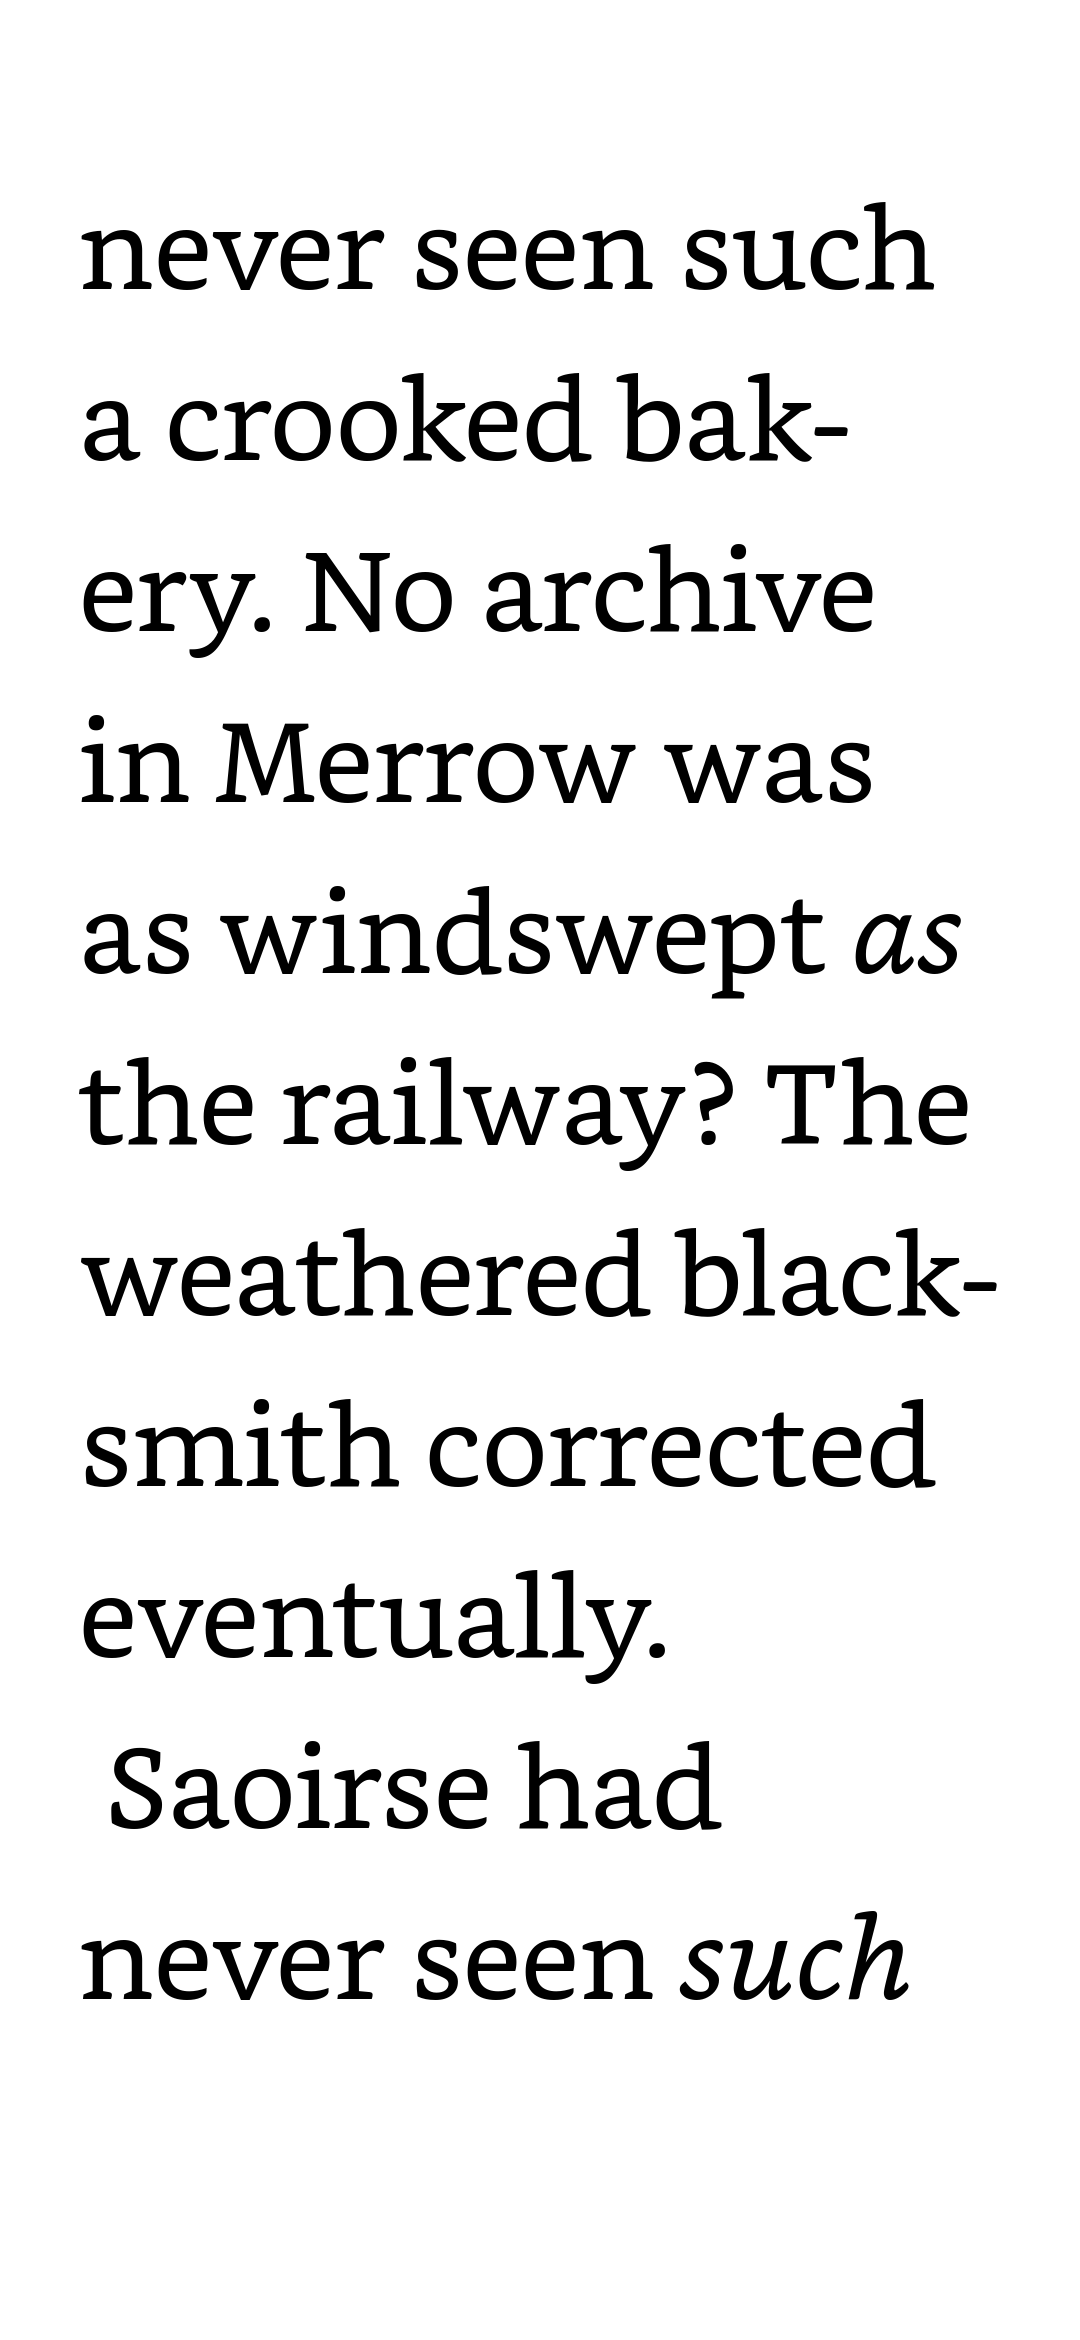 never seen such
a crooked bak-
ery. No archive
in Merrow was
as windswept as
the railway? The
weathered black-
smith corrected
eventually.
Saoirse had
never seen such